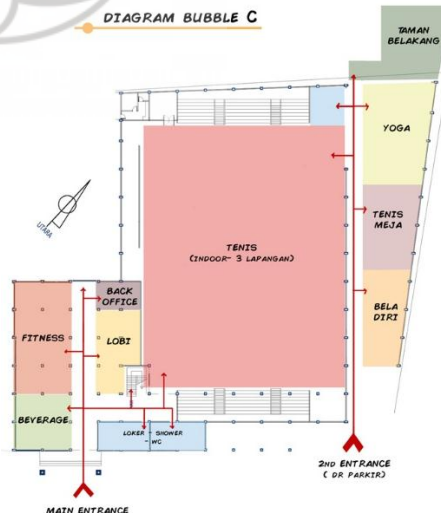 DIAGRAM BUBBLE C
TAMAN
BELAKANG
YOGA
TENIS
MEJA
BELA
DIRI
TENIS
(INDOOR- 3 LAPANGAN)
UTARA
BACK
OFFICE
FITNESS
LOBI
BEVERAGE
LOKER - SHOWER
- WC
2ND ENTRANCE
( DR PARKIR)
MAIN ENTRANCE